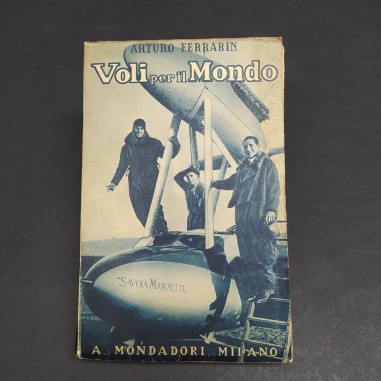 ARTURO FERRARIN
Voli per il Mondo
"SAVOIA MARCHETTI"
A. MONDADORI. MILANO